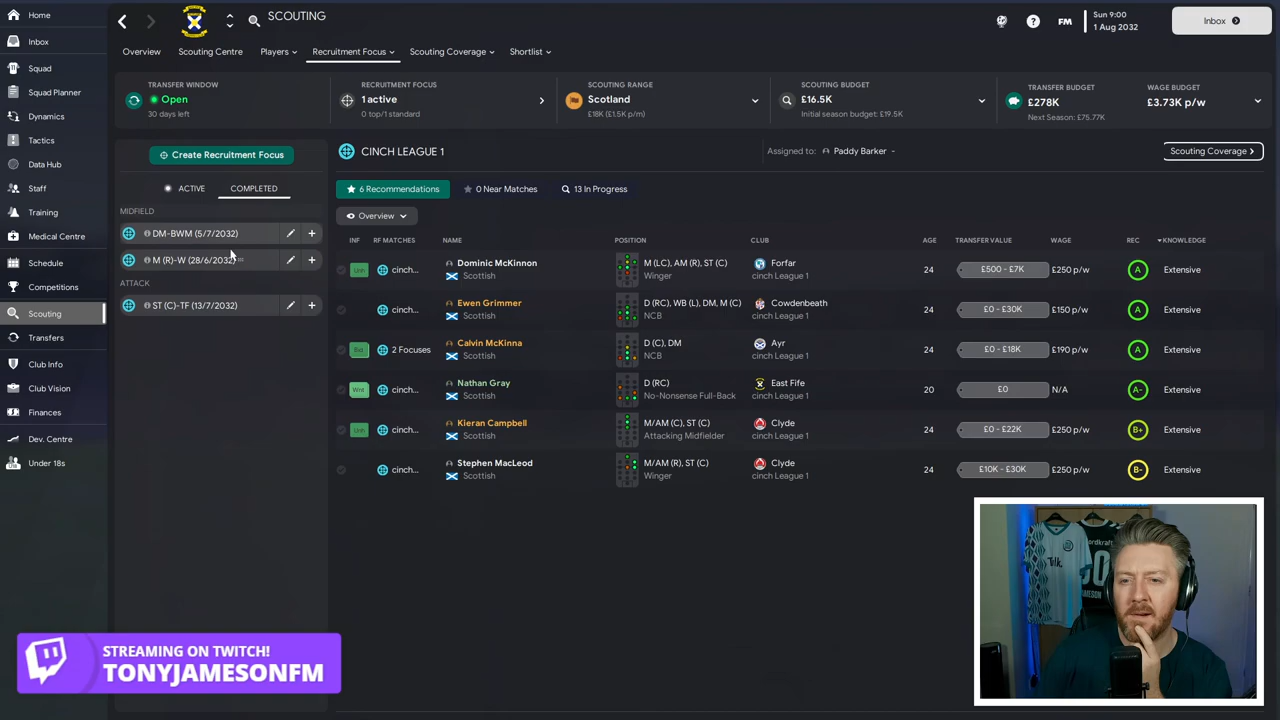 Home
SCOUTING
FM
Sun 9:00
1 Aug 2032
Inbox
Inbox
Squad
Squad Planner
Dynamics
Tactics
Data Hub
Staff
Training
Medical Centre
Schedule
Competitions
Scouting
Transfers
Club Info
Club Vision
Finances
Dev. Centre
Under 18s
Overview
Scouting Centre
Players
Recruitment Focus
Scouting Coverage
Shortlist
TRANSFER WINDOW
Open
30 days left
RECRUITMENT FOCUS
1 active
0 top/1 standard
SCOUTING RANGE
Scotland
£18K (£1.5K p/m)
SCOUTING BUDGET
£16.5K
Initial season budget: £19.5K
TRANSFER BUDGET
£278K
Next Season: £75.77K
WAGE BUDGET
£3.73K p/w
Create Recruitment Focus
ACTIVE COMPLETED
MIDFIELD
DM-BWM (5/7/2032)
M (R)-W (28/6/2032)
ATTACK
ST (C)-TF (13/7/2032)
CINCH LEAGUE 1
Assigned to: Paddy Barker -
Scouting Coverage
6 Recommendations
0 Near Matches
13 In Progress
Overview
INF RF MATCHES NAME POSITION CLUB AGE TRANSFER VALUE WAGE REC KNOWLEDGE
Unh cinch... Dominic McKinnon M (LC), AM (R), ST (C) Forfar 24 £500 - £7K £250 p/w A Extensive
Scottish Winger cinch League 1
cinch... Ewen Grimmer D (RC), WB (L), DM, M (C) Cowdenbeath 24 £0 - £30K £150 p/w A Extensive
Scottish NCB cinch League 1
Bid 2 Focuses Calvin McKinna D (C), DM Ayr 24 £0 - £18K £190 p/w A Extensive
Scottish NCB cinch League 1
Wnt cinch... Nathan Gray D (RC) East Fife 20 £0 N/A A- Extensive
Scottish No-Nonsense Full-Back cinch League 1
Unh cinch... Kieran Campbell M/AM (C), ST (C) Clyde 24 £0 - £22K £250 p/w B+ Extensive
Scottish Attacking Midfielder cinch League 1
cinch... Stephen MacLeod M/AM (R), ST (C) Clyde 24 £10K - £30K £250 p/w B- Extensive
Scottish Winger cinch League 1
STREAMING ON TWITCH!
TONYJAMESONFM